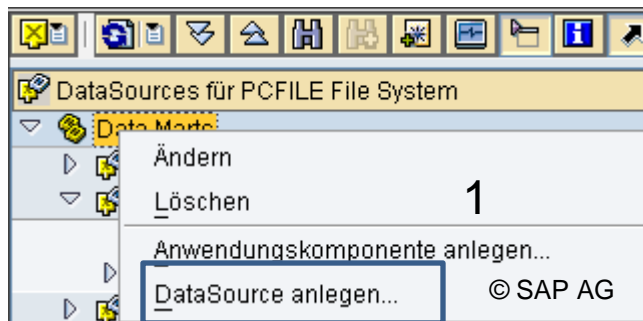 DataSources für PCFILE File System
Data Marts
Ändern
Löschen
1
Anwendungskomponente anlegen...
DataSource anlegen...
© SAP AG